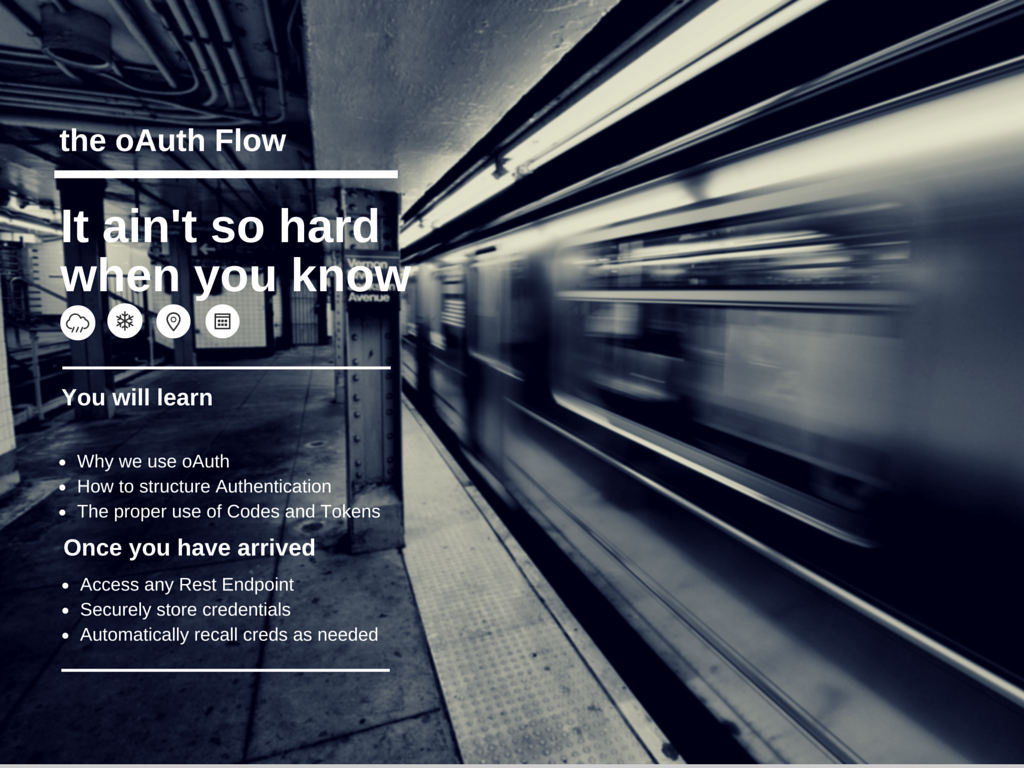 the oAuth Flow
It ain't so hard
when you know
Vernon
Avenue
You will learn
Why we use oAuth
How to structure Authentication
The proper use of Codes and Tokens
Once you have arrived
Access any Rest Endpoint
Securely store credentials
Automatically recall creds as needed